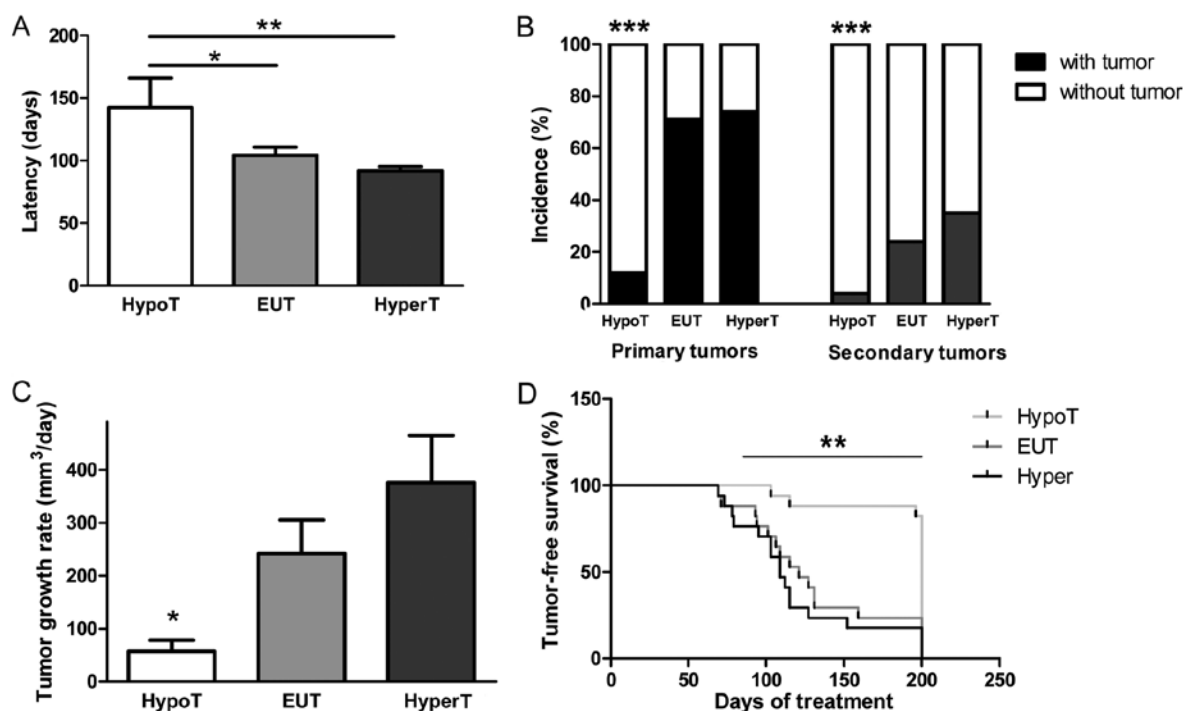 A
Latency (days)
200
150
100
50
0
**
*
HypoT
EUT
HyperT
B
Incidence (%)
100
80
60
40
20
0
***
***
HypoT
EUT
HyperT
HypoT
EUT
HyperT
Primary tumors
Secondary tumors
with tumor
without tumor
C
Tumor growth rate (mm³/day)
400
300
200
100
0
*
HypoT
EUT
HyperT
D
Tumor-free survival (%)
150
100
50
0
**
0
50
100
150
200
250
Days of treatment
HypoT
EUT
Hyper